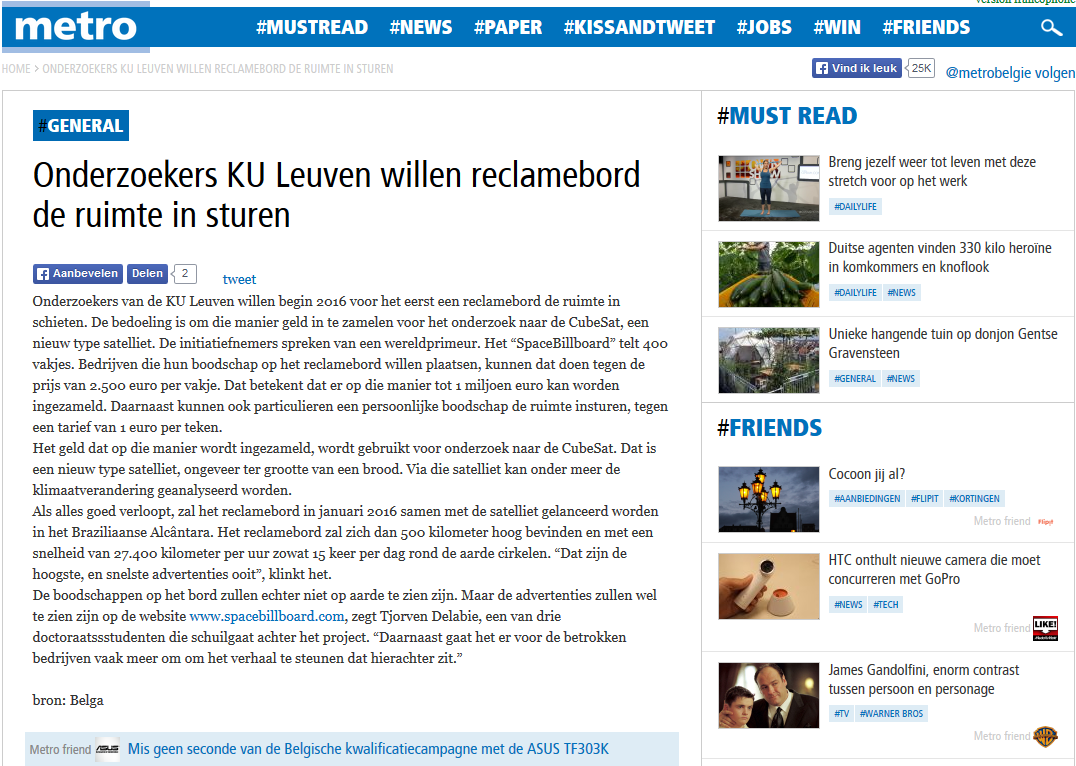 version francophone
metro
#MUSTREAD #NEWS #PAPER #KISSANDTWEET #JOBS #WIN #FRIENDS
HOME > ONDERZOEKERS KU LEUVEN WILLEN RECLAMEBORD DE RUIMTE IN STUREN
Vind ik leuk 25K @metrobelgie volgen
#GENERAL
Onderzoekers KU Leuven willen reclamebord
de ruimte in sturen
Aanbevelen Delen 2 tweet
Onderzoekers van de KU Leuven willen begin 2016 voor het eerst een reclamebord de ruimte in
schieten. De bedoeling is om die manier geld in te zamelen voor het onderzoek naar de CubeSat, een
nieuw type satelliet. De initiatiefnemers spreken van een wereldprimeur. Het “SpaceBillboard” telt 400
vakjes. Bedrijven die hun boodschap op het reclamebord willen plaatsen, kunnen dat doen tegen de
prijs van 2.500 euro per vakje. Dat betekent dat er op die manier tot 1 miljoen euro kan worden
ingezameld. Daarnaast kunnen ook particulieren een persoonlijke boodschap de ruimte insturen, tegen
een tarief van 1 euro per teken.
Het geld dat op die manier wordt ingezameld, wordt gebruikt voor onderzoek naar de CubeSat. Dat is
een nieuw type satelliet, ongeveer ter grootte van een brood. Via die satelliet kan onder meer de
klimaatverandering geanalyseerd worden.
Als alles goed verloopt, zal het reclamebord in januari 2016 samen met de satelliet gelanceerd worden
in het Braziliaanse Alcântara. Het reclamebord zal zich dan 500 kilometer hoog bevinden en met een
snelheid van 27.400 kilometer per uur zowat 15 keer per dag rond de aarde cirkelen. “Dat zijn de
hoogste, en snelste advertenties ooit”, klinkt het.
De boodschappen op het bord zullen echter niet op aarde te zien zijn. Maar de advertenties zullen wel
te zien zijn op de website www.spacebillboard.com, zegt Tjorven Delabie, een van drie
doctoraatssstudenten die schuilgaat achter het project. “Daarnaast gaat het er voor de betrokken
bedrijven vaak meer om om het verhaal te steunen dat hierachter zit.”
bron: Belga
Metro friend ASUS Mis geen seconde van de Belgische kwalificatiecampagne met de ASUS TF303K
#MUST READ
Breng jezelf weer tot leven met deze
stretch voor op het werk
#DAILYLIFE
Duitse agenten vinden 330 kilo heroïne
in komkommers en knoflook
#DAILYLIFE #NEWS
Unieke hangende tuin op donjon Gentse
Gravensteen
#GENERAL #NEWS
#FRIENDS
Cocoon jij al?
#AANBIEDINGEN #FLIPIT #KORTINGEN
Metro friend Flipit
HTC onthult nieuwe camera die moet
concurreren met GoPro
#NEWS #TECH
Metro friend LIKE!
James Gandolfini, enorm contrast
tussen persoon en personage
#TV #WARNER BROS
Metro friend